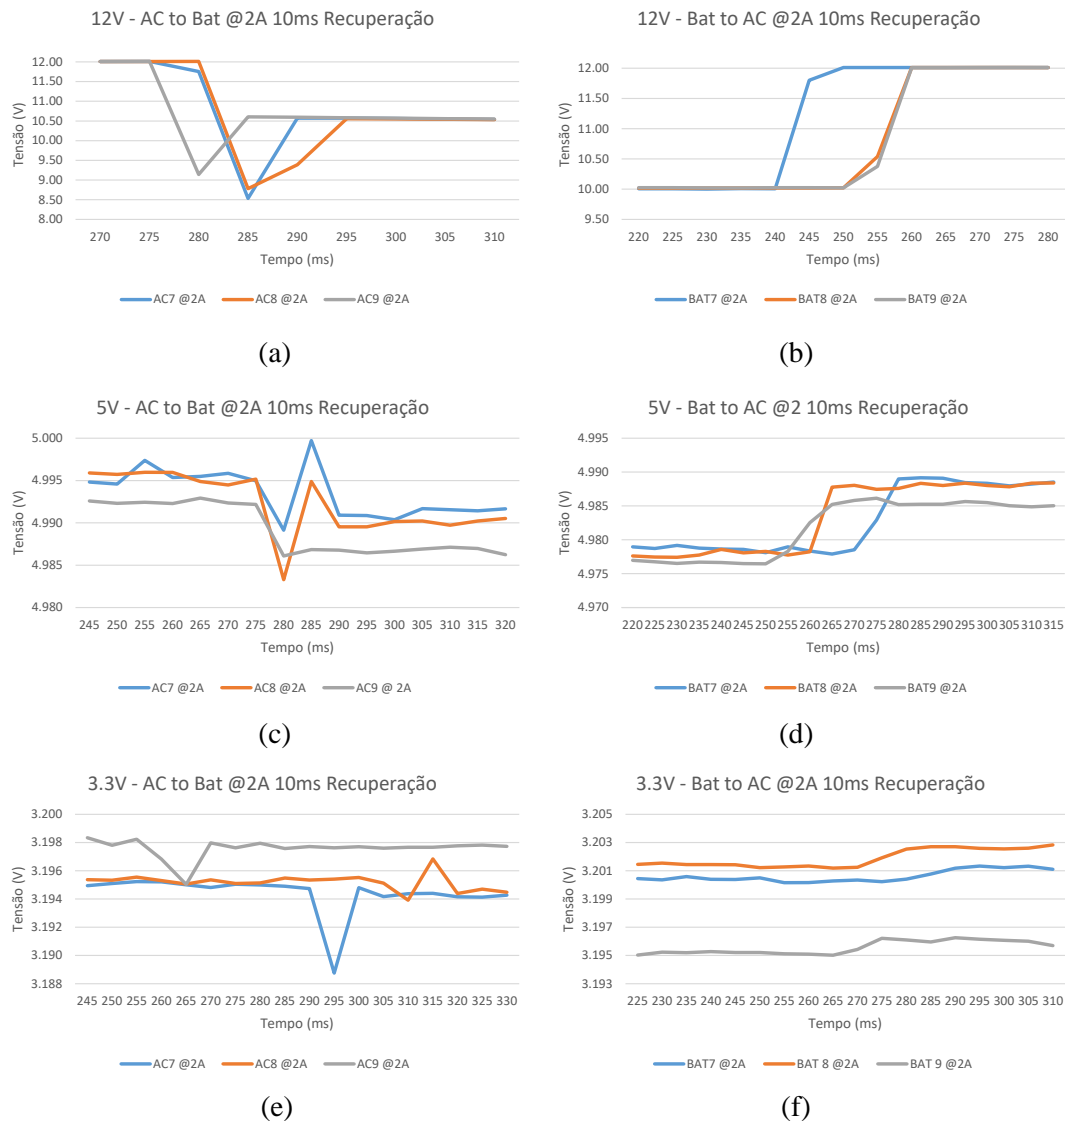 12V - AC to Bat @2A 10ms Recuperação
12.00
11.50
11.00
10.50
10.00
9.50
9.00
8.50
8.00
Tensão (V)
270 275 280 285 290 295 300 305 310
Tempo (ms)
AC7 @2A AC8 @2A AC9 @2A
(a)
12V - Bat to AC @2A 10ms Recuperação
12.00
11.50
11.00
10.50
10.00
9.50
Tensão (V)
220 225 230 235 240 245 250 255 260 265 270 275 280
Tempo (ms)
BAT7 @2A BAT8 @2A BAT9 @2A
(b)
5V - AC to Bat @2A 10ms Recuperação
5.000
4.995
4.990
4.985
4.980
Tensão (V)
245 250 255 260 265 270 275 280 285 290 295 300 305 310 315 320
Tempo (ms)
AC7 @2A AC8 @2A AC9 @ 2A
(c)
5V - Bat to AC @2 10ms Recuperação
4.995
4.990
4.985
4.980
4.975
4.970
Tensão (V)
220 225 230 235 240 245 250 255 260 265 270 275 280 285 290 295 300 305 310 315
Tempo (ms)
BAT7 @2A BAT8 @2A BAT9 @2A
(d)
3.3V - AC to Bat @2A 10ms Recuperação
3.200
3.198
3.196
3.194
3.192
3.190
3.188
Tensão (V)
245 250 255 260 265 270 275 280 285 290 295 300 305 310 315 320 325 330
Tempo (ms)
AC7 @2A AC8 @2A AC9 @2A
(e)
3.3V - Bat to AC @2A 10ms Recuperação
3.205
3.203
3.201
3.199
3.197
3.195
3.193
Tensão (V)
225 230 235 240 245 250 255 260 265 270 275 280 285 290 295 300 305 310
Tempo (ms)
BAT7 @2A BAT 8 @2A BAT 9 @2A
(f)